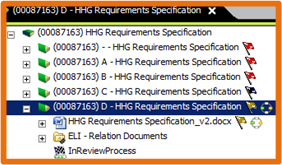 (00087163) D - HHG Requirements Specification
(00087163) HHG Requirements Specification
(00087163) - - HHG Requirements Specification
(00087163) A - HHG Requirements Specification
(00087163) B - HHG Requirements Specification
(00087163) C - HHG Requirements Specification
(00087163) D - HHG Requirements Specification
HHG Requirements Specification_v2.docx
ELI - Relation Documents
InReviewProcess